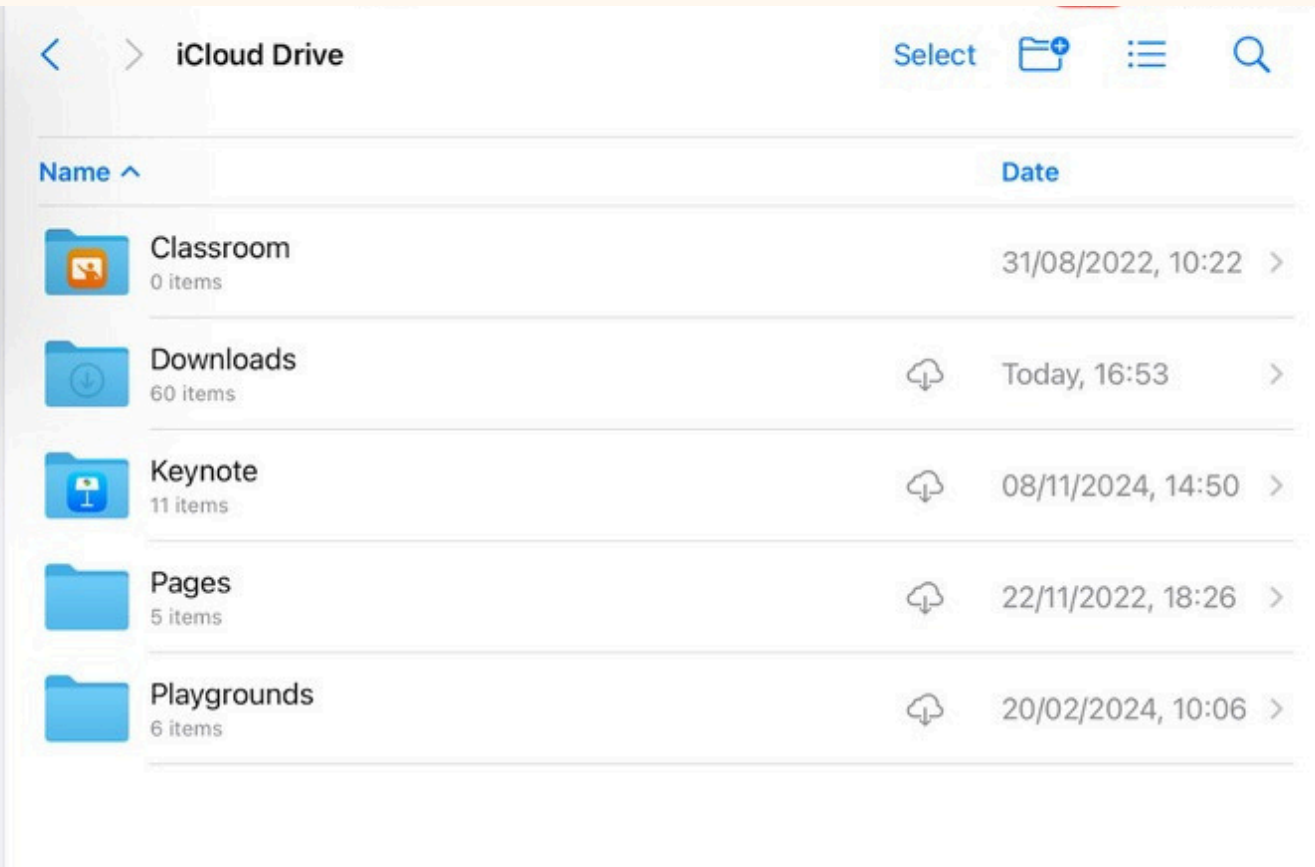 iCloud Drive Select
Name Date
Classroom 31/08/2022, 10:22
0 items
Downloads Today, 16:53
60 items
Keynote 08/11/2024, 14:50
11 items
Pages 22/11/2022, 18:26
5 items
Playgrounds 20/02/2024, 10:06
6 items